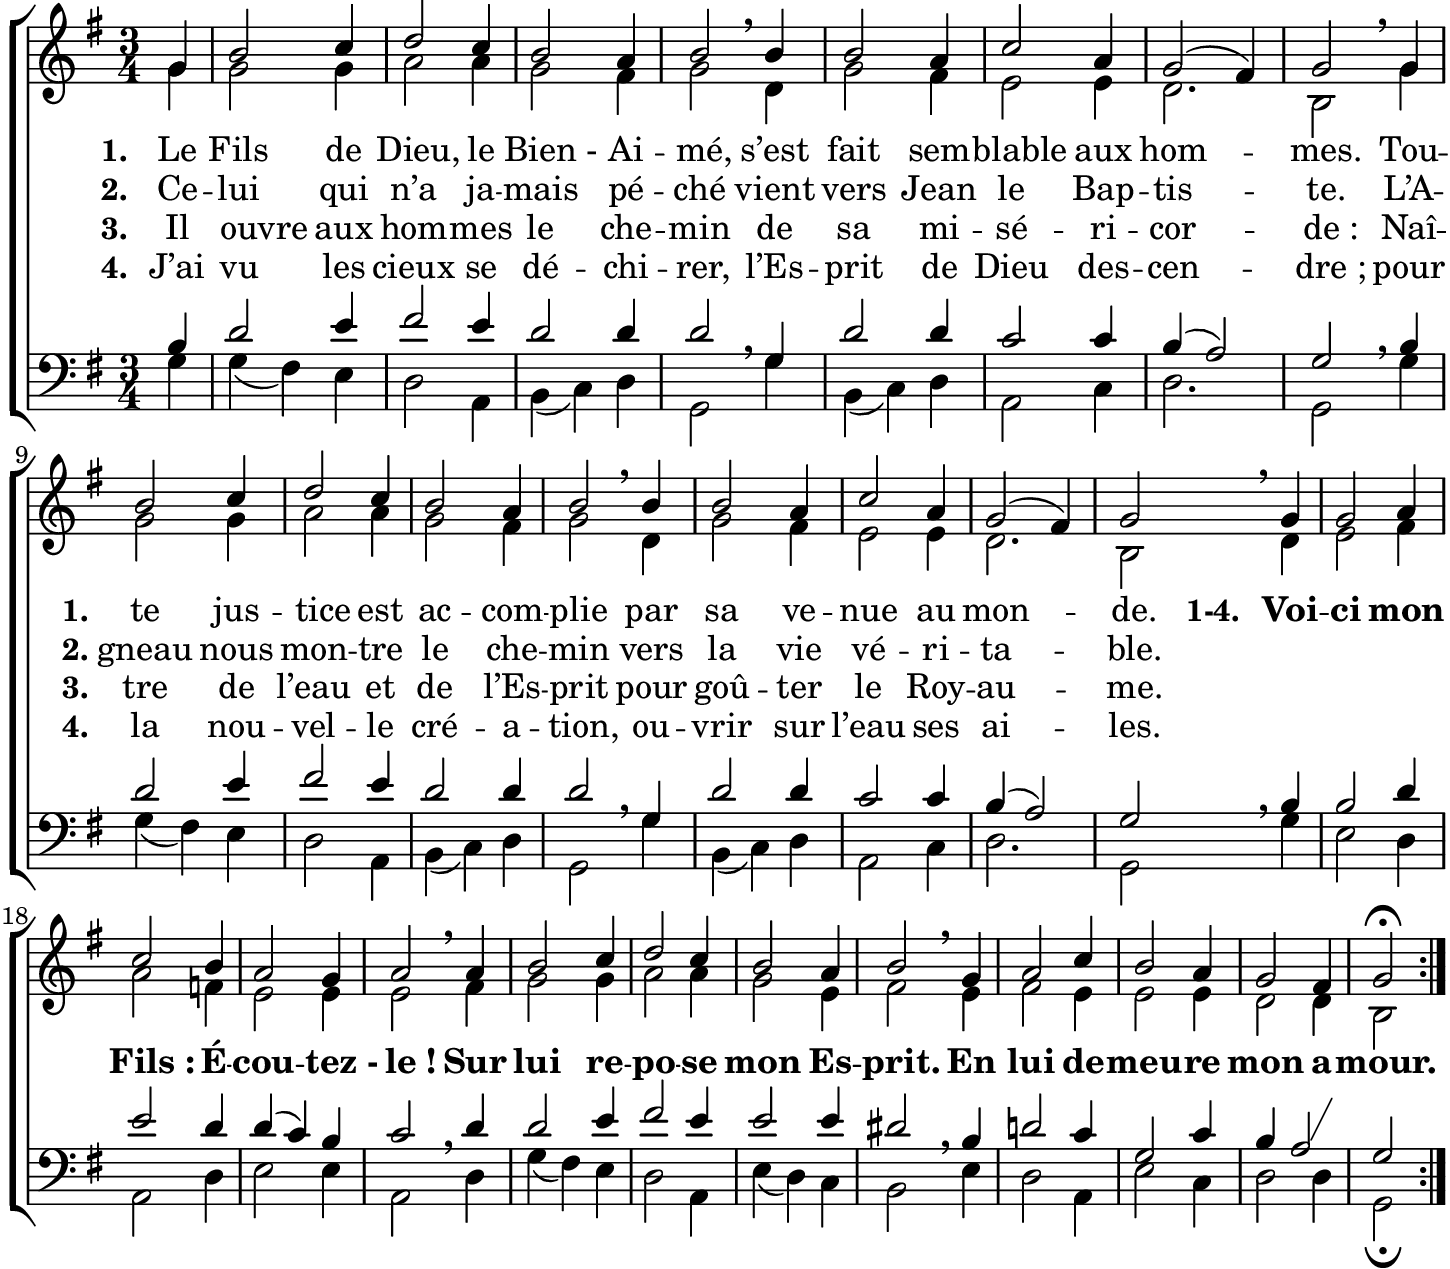 1. Le Fils de Dieu, le Bien - Ai - mé, s’est fait semblable aux hom - mes. Tou -
2. Ce - lui qui n’a ja - mais pé - ché vient vers Jean le Bap - tis - te. L’A -
3. Il ouvre aux hommes le che - min de sa mi - sé - ri - cor - de : Naî -
4. J’ai vu les cieux se dé - chi - rer, l’Es - prit de Dieu des - cen - dre ; pour
9
1. te jus - tice est ac - com - plie par sa ve - nue au mon - de. 1-4. Voi - ci mon
2. gneau nous mon - tre le che - min vers la vie vé - ri - ta - ble.
3. tre de l’eau et de l’Es - prit pour goû - ter le Roy - au - me.
4. la nou - vel - le cré - a - tion, ou - vrir sur l’eau ses ai - les.
18
Fils : É - cou - tez - le ! Sur lui re - po - se mon Es - prit. En lui demeure mon amour.